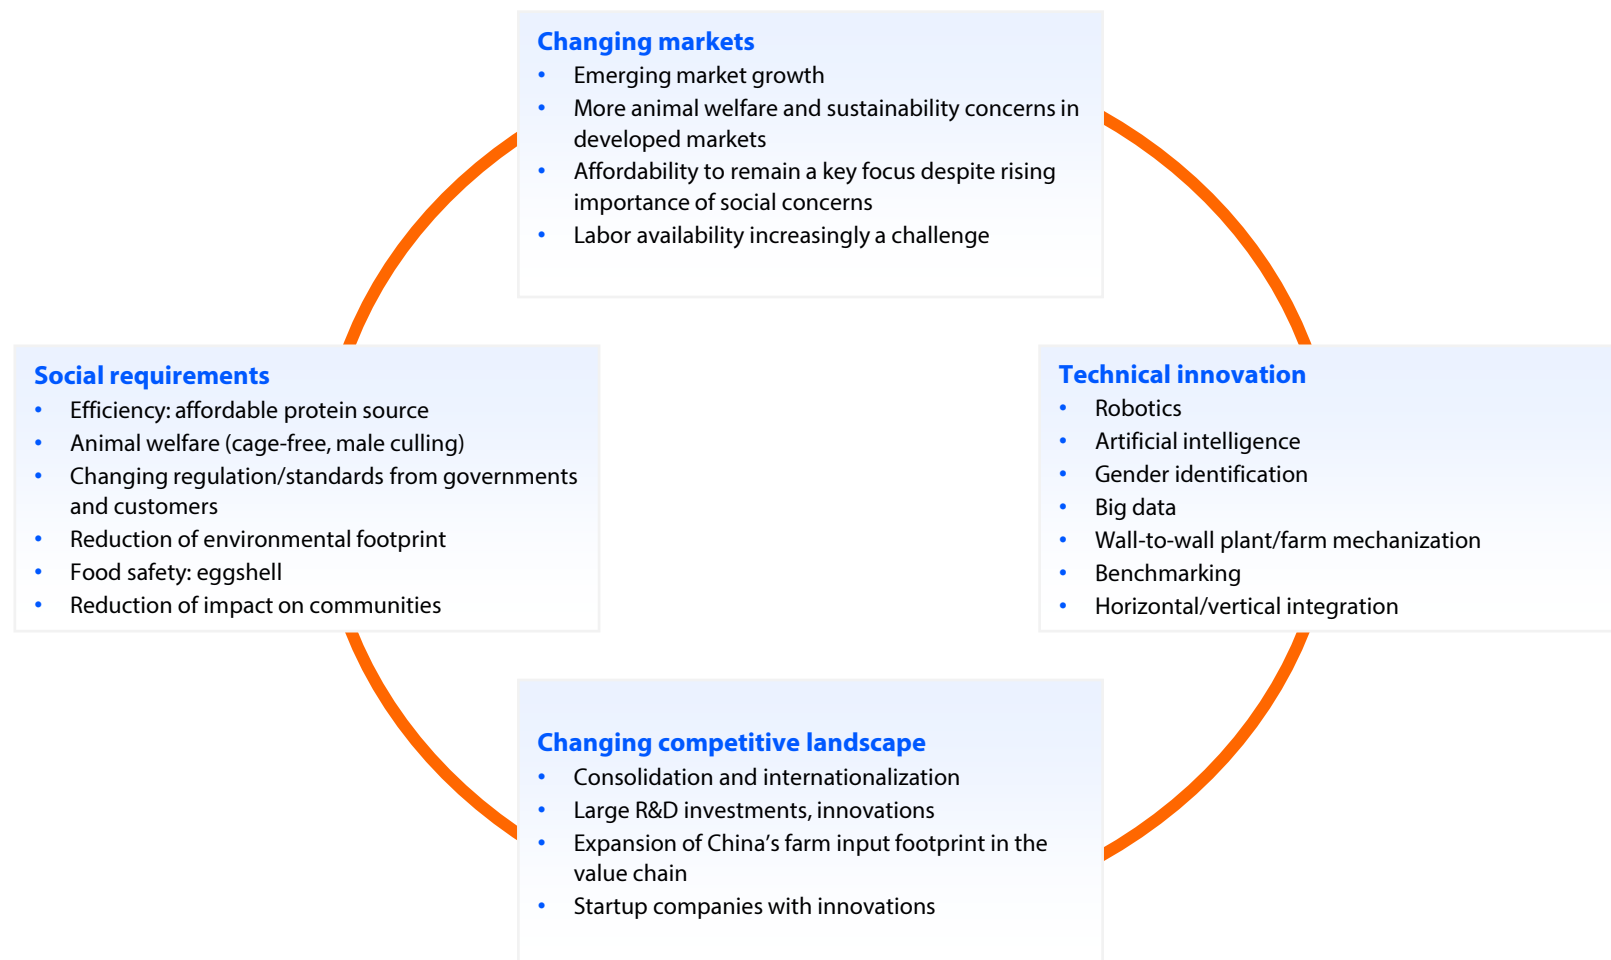 Changing markets
• Emerging market growth
• More animal welfare and sustainability concerns in
developed markets
• Affordability to remain a key focus despite rising
importance of social concerns
• Labor availability increasingly a challenge
Social requirements
• Efficiency: affordable protein source
• Animal welfare (cage-free, male culling)
• Changing regulation/standards from governments
and customers
• Reduction of environmental footprint
• Food safety: eggshell
• Reduction of impact on communities
Technical innovation
• Robotics
• Artificial intelligence
• Gender identification
• Big data
• Wall-to-wall plant/farm mechanization
• Benchmarking
• Horizontal/vertical integration
Changing competitive landscape
• Consolidation and internationalization
• Large R&D investments, innovations
• Expansion of China’s farm input footprint in the
value chain
• Startup companies with innovations